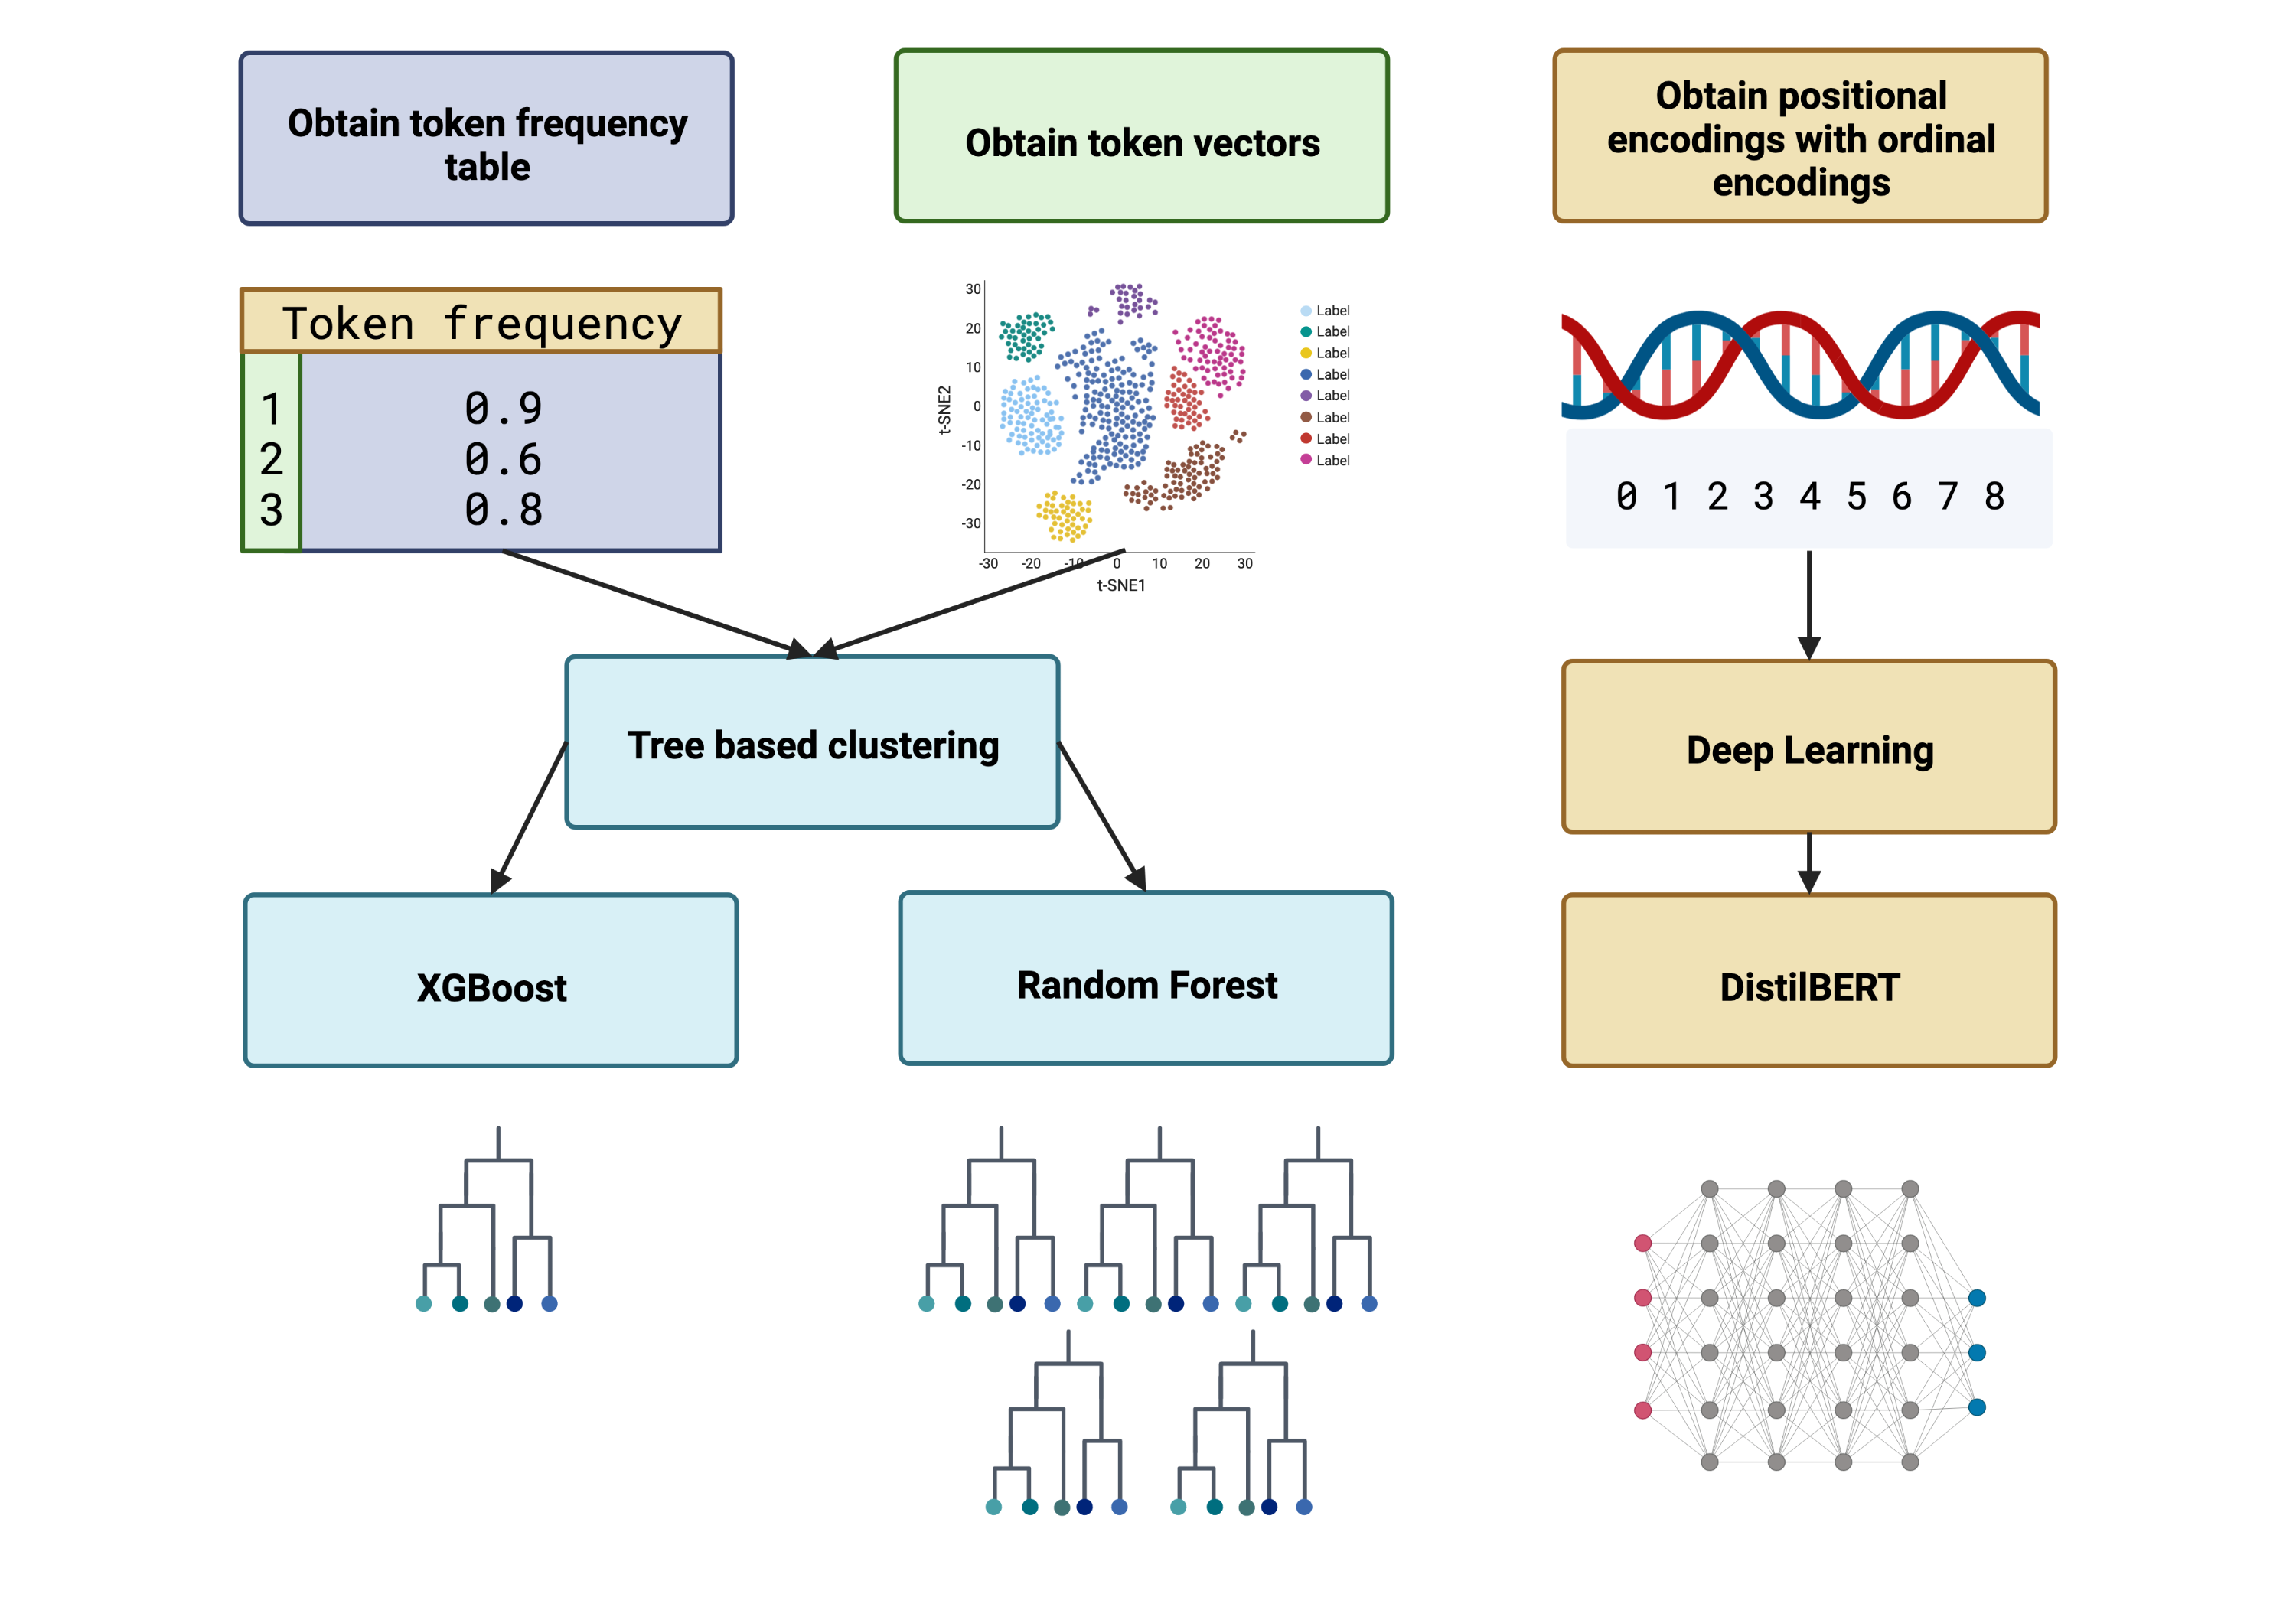 Obtain token frequency
table
Obtain token vectors
Obtain positional
encodings with ordinal
encodings
Token frequency
1 0.9
2 0.6
3 0.8
30
20
10
0
-10
-20
-30
t-SNE2
-30 -20 -10 0 10 20 30
t-SNE1
Label
Label
Label
Label
Label
Label
Label
Label
0 1 2 3 4 5 6 7 8
Tree based clustering
Deep Learning
XGBoost
Random Forest
DistilBERT